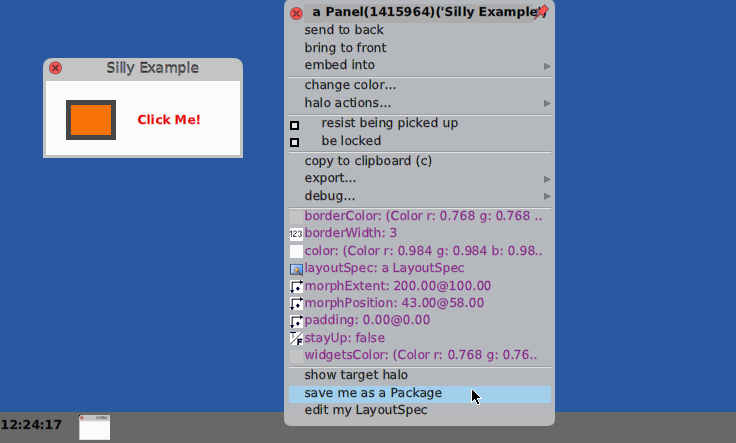 a Panel(1415964)('Silly Example')
send to back
bring to front
embed into
Silly Example
Click Me!
change color...
halo actions...
resist being picked up
be locked
copy to clipboard (c)
export...
debug...
borderColor: (Color r: 0.768 g: 0.768 ..
123 borderWidth: 3
color: (Color r: 0.984 g: 0.984 b: 0.98..
layoutSpec: a LayoutSpec
morphExtent: 200.00@100.00
morphPosition: 43.00@58.00
padding: 0.00@0.00
T/F stayUp: false
widgetsColor: (Color r: 0.768 g: 0.76..
show target halo
save me as a Package
edit my LayoutSpec
12:24:17